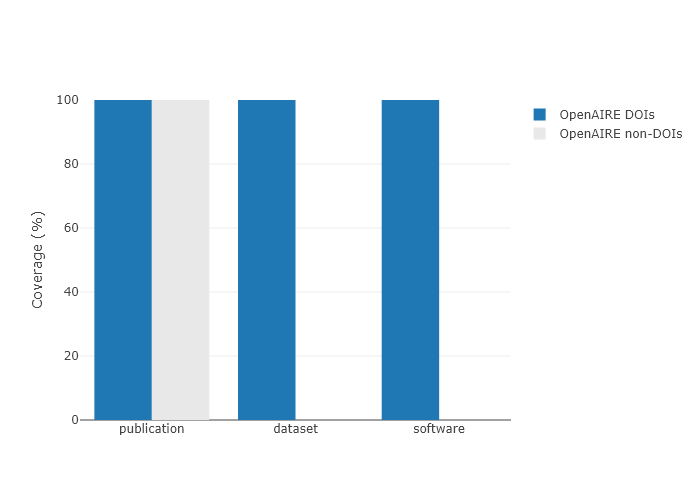 100
80
60
40
20
0
Coverage (%)
publication
dataset
software
OpenAIRE DOIs
OpenAIRE non-DOIs